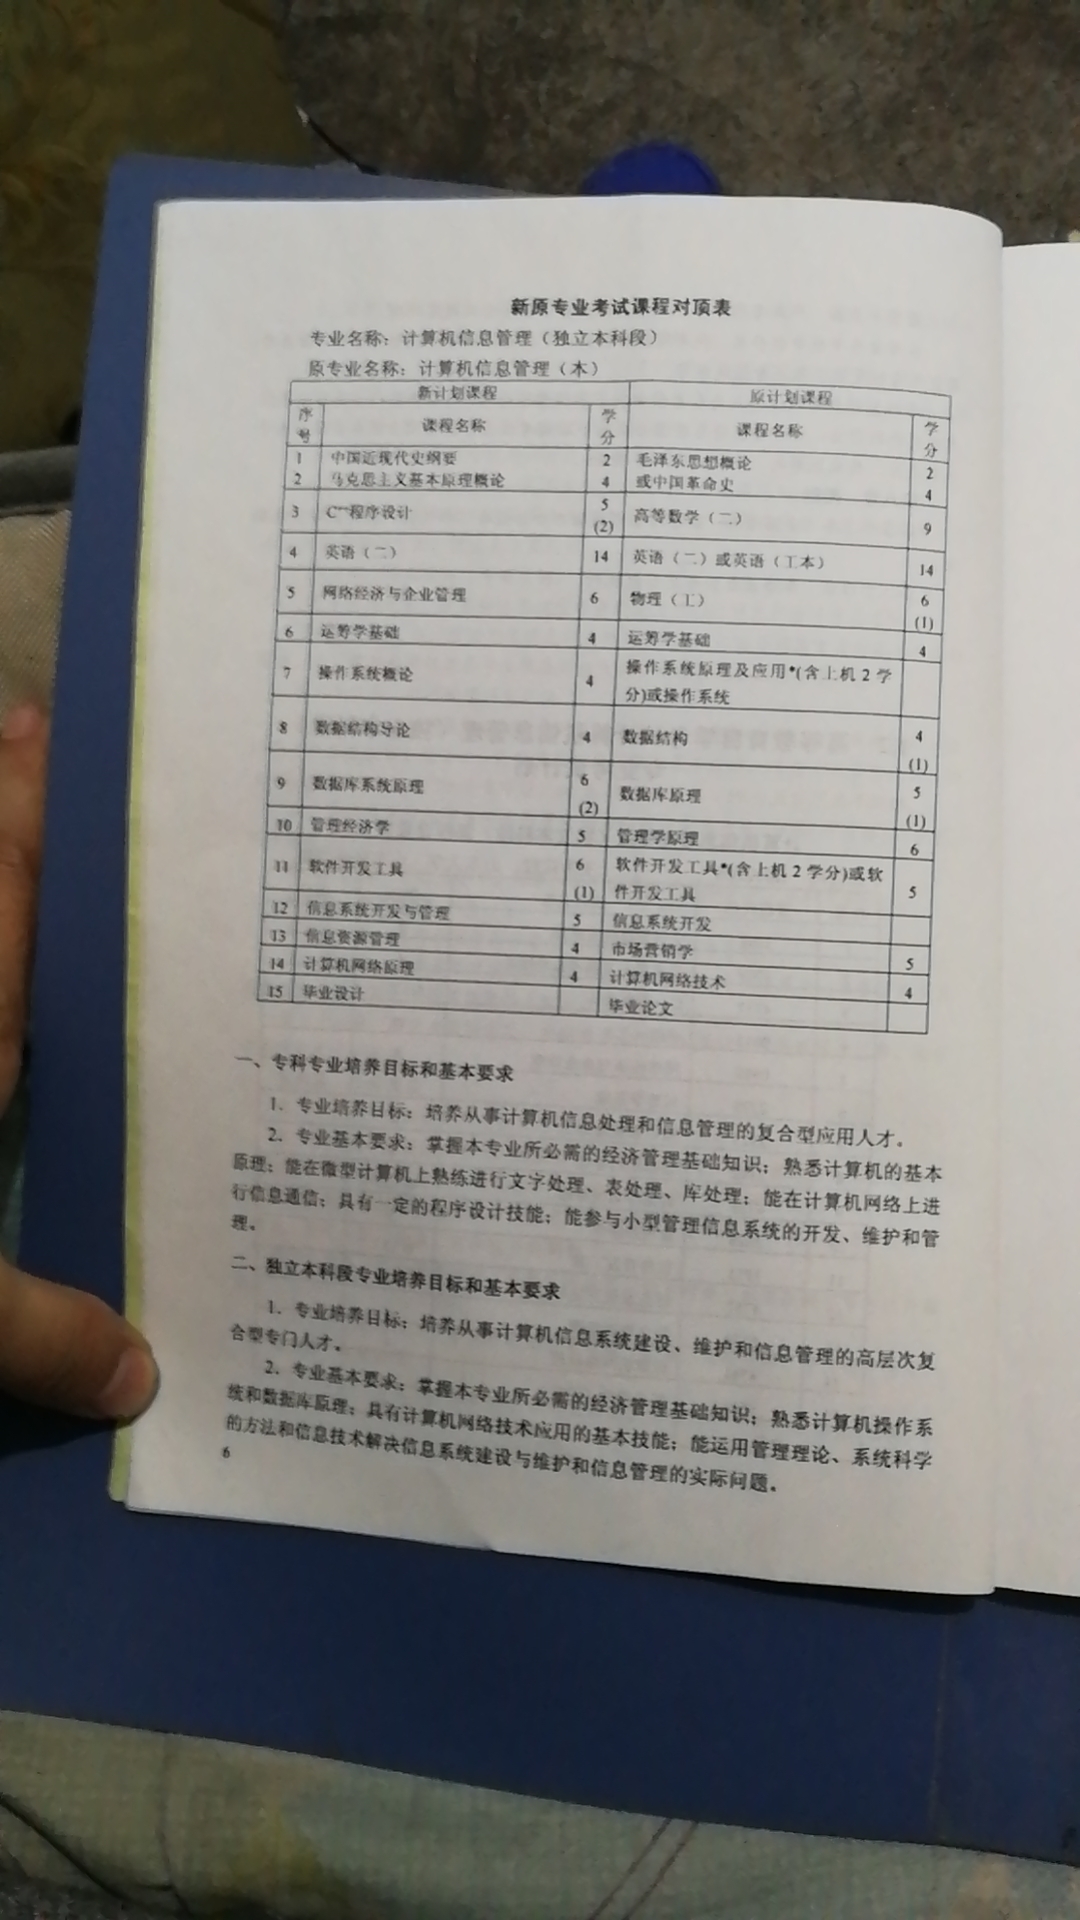 新原专业考试课程对顶表
专业名称：计算机信息管理（独立本科段）
原专业名称：计算机信息管理（本）
新计划课程 原计划课程
序号 课程名称 学分 课程名称 学分
1 中国近现代史纲要 2 毛泽东思想概论 2
2 马克思主义基本原理概论 4 或中国革命史 4
3 C++程序设计 5 (2) 高等数学（二） 9
4 英语（二） 14 英语（二）或英语（工本） 14
5 网络经济与企业管理 6 物理（工） 6 (1)
6 运筹学基础 4 运筹学基础 4
7 操作系统概论 4 操作系统原理及应用*(含上机 2 学
分)或操作系统
8 数据结构导论 4 数据结构 4 (1)
9 数据库系统原理 6 (2) 数据库原理 5 (1)
10 管理经济学 5 管理学原理 6
11 软件开发工具 6 (1) 软件开发工具*(含上机 2 学分)或软
件开发工具 5
12 信息系统开发与管理 5 信息系统开发
13 信息资源管理 4 市场营销学 5
14 计算机网络原理 4 计算机网络技术 4
15 毕业设计 毕业论文
一、专科专业培养目标和基本要求
1．专业培养目标：培养从事计算机信息处理和信息管理的复合型应用人才。
2．专业基本要求：掌握本专业所必需的经济管理基础知识；熟悉计算机的基本
原理；能在微型计算机上熟练进行文字处理、表处理、库处理；能在计算机网络上进
行信息通信；具有一定的程序设计技能；能参与小型管理信息系统的开发、维护和管
理。
二、独立本科段专业培养目标和基本要求
1．专业培养目标：培养从事计算机信息系统建设、维护和信息管理的高层次复
合型专门人才。
2．专业基本要求：掌握本专业所必需的经济管理基础知识；熟悉计算机操作系
统和数据库原理；具有计算机网络技术应用的基本技能；能运用管理理论、系统科学
的方法和信息技术解决信息系统建设与维护和信息管理的实际问题。
6